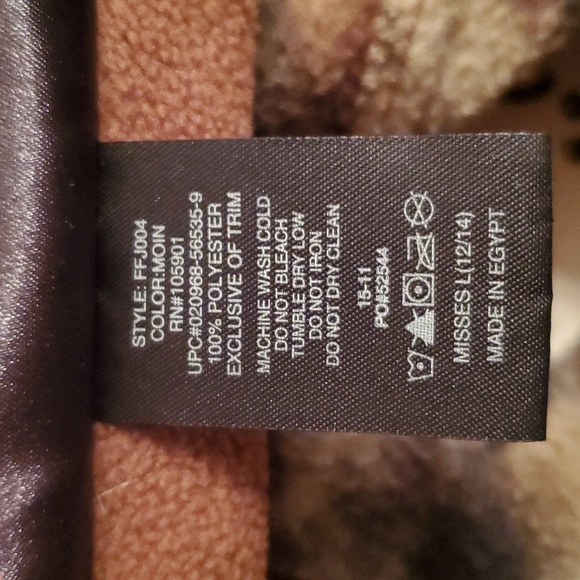 STYLE: FFJ004
COLOR:MOIN
RN#105901
UPC#020968-56535-9
100% POLYESTER
EXCLUSIVE OF TRIM
MACHINE WASH COLD
DO NOT BLEACH
TUMBLE DRY LOW
DO NOT IRON
DO NOT DRY CLEAN
15-11
PO#52544
MISSES L(12/14)
MADE IN EGYPT